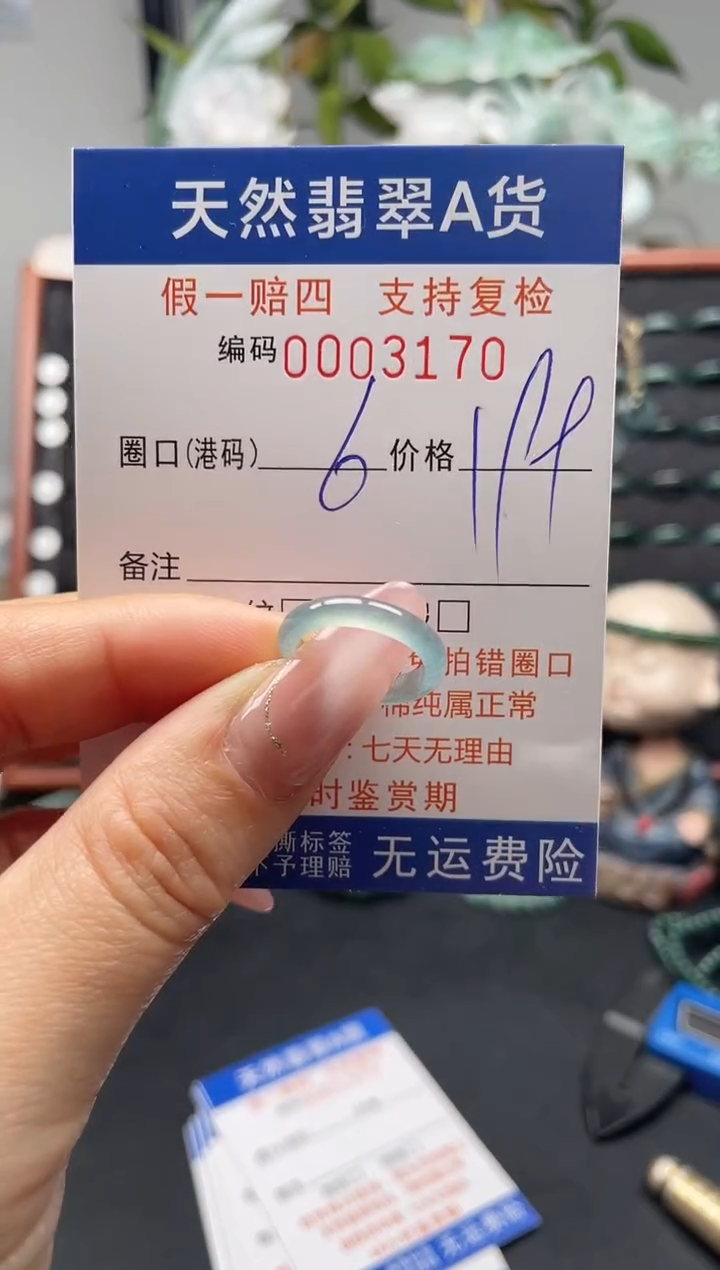 天然翡翠A货
假一赔四 支持复检
编码0003170
圈口(港码) 6 价格
备注
拍错圈口
棉纯属正常
:七天无理由
时鉴赏期
撕标签
不予理赔 无运费险